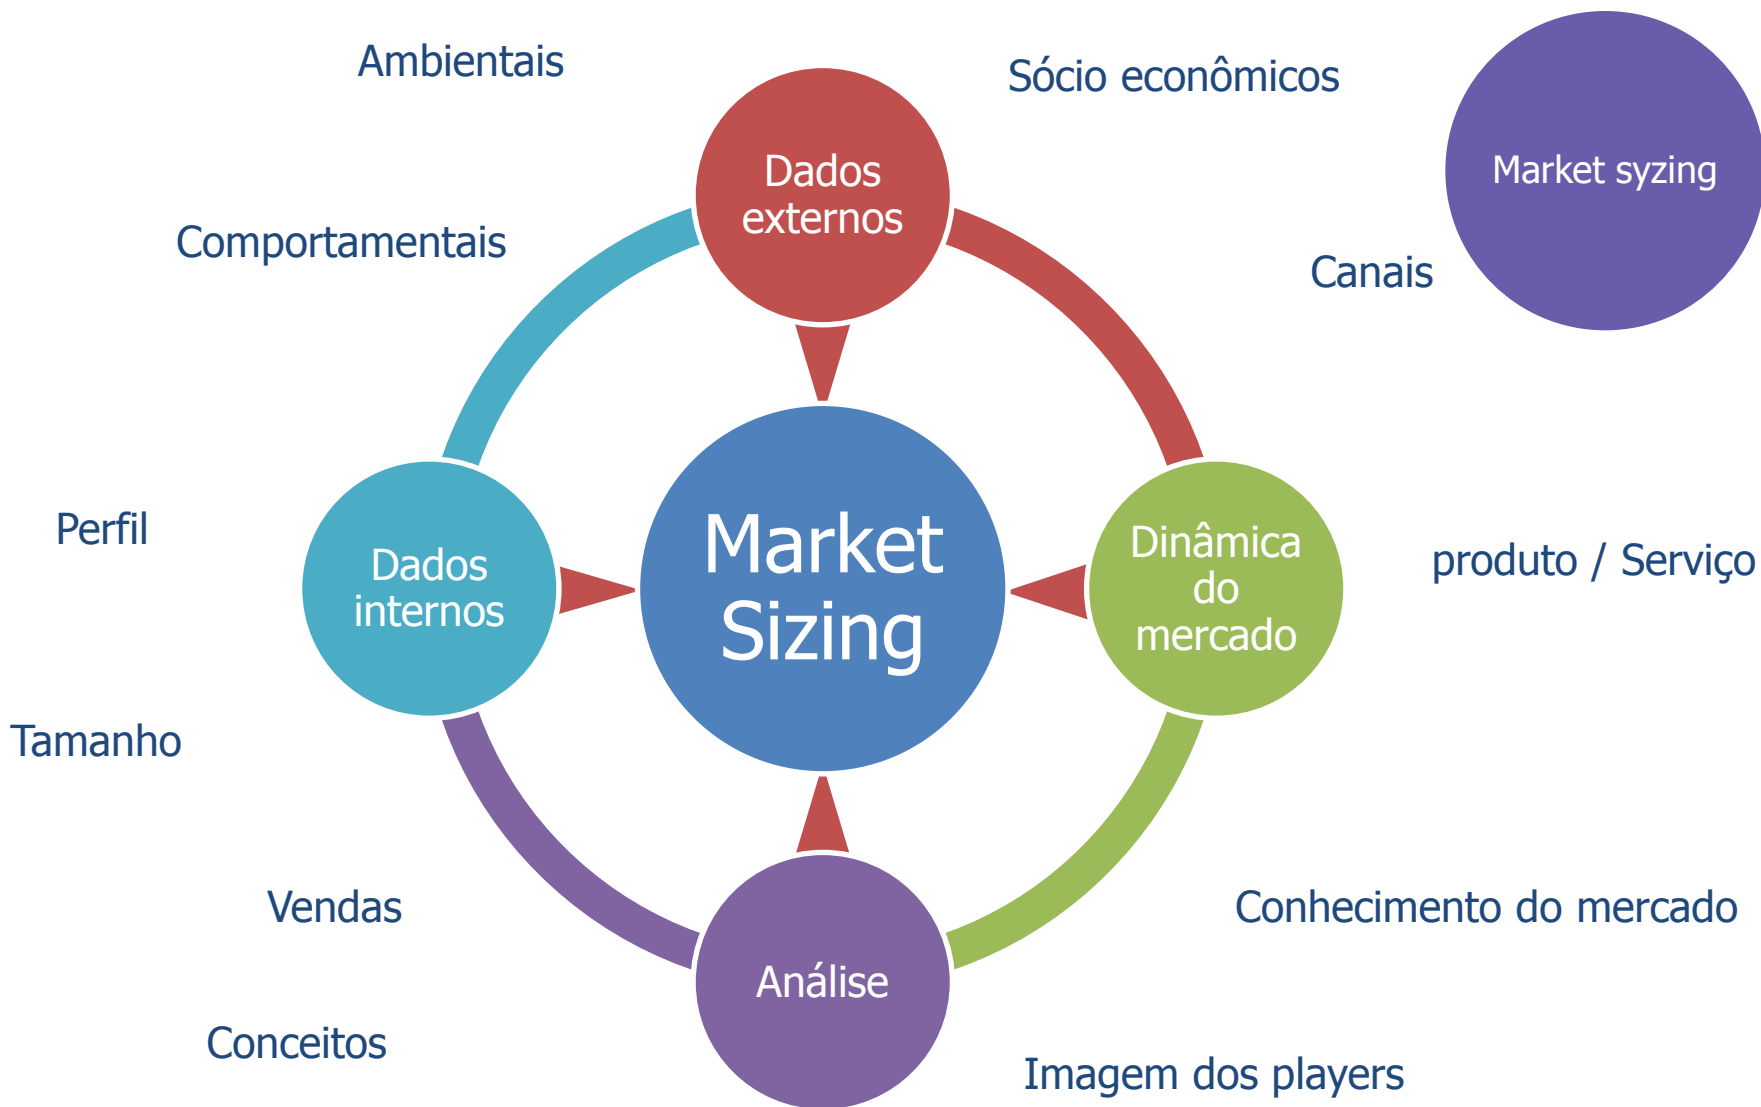 Ambientais
Sócio econômicos
Dados
externos
Market syzing
Comportamentais
Canais
Perfil
Dados
internos
Market
Sizing
Dinâmica
do
mercado
produto / Serviço
Tamanho
Vendas
Conhecimento do mercado
Análise
Conceitos
Imagem dos players